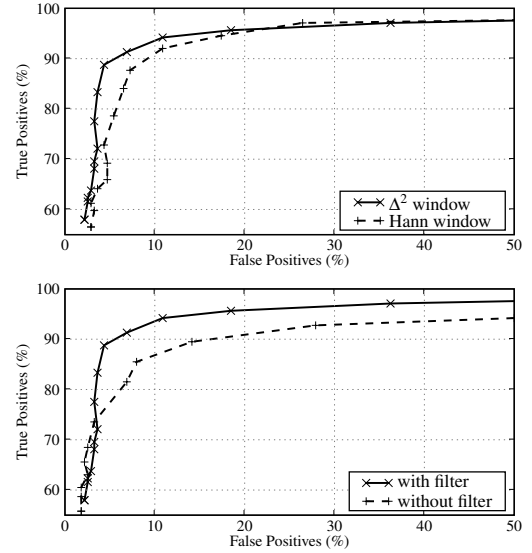 100
90
80
70
60
True Positives (%)
0
10
20
30
40
50
False Positives (%)
Δ² window
Hann window
100
90
80
70
60
True Positives (%)
0
10
20
30
40
50
False Positives (%)
with filter
without filter